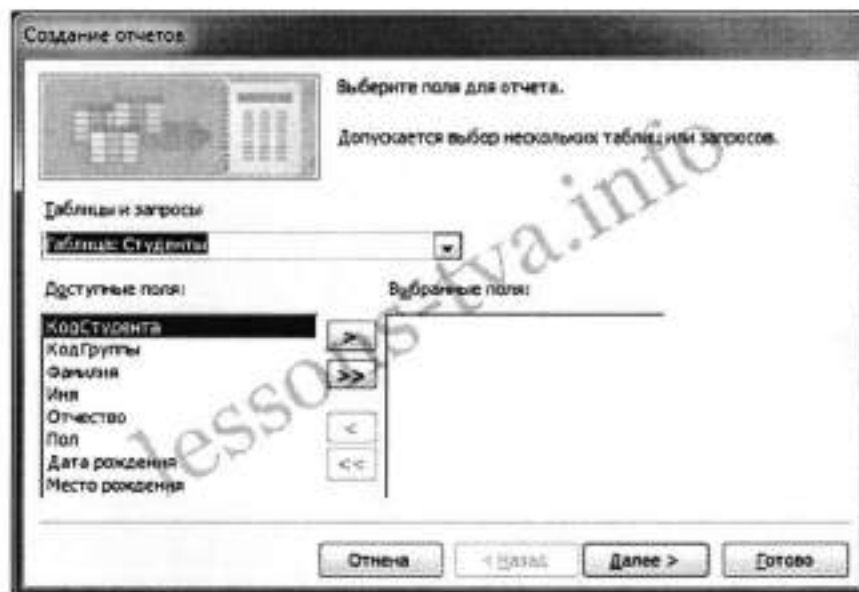 Создание отчетов
Выберите поля для отчета.
Допускается выбор нескольких таблиц или запросов.
Таблицы и запросы
Таблица: Студенты
Доступные поля:
Выбранные поля:
КодСтудента
КодГруппы
Фамилия
Имя
Отчество
Пол
Дата рождения
Место рождения
>
>>
<
<<
Отмена
< Назад
Далее >
Готово
lessons-tva.info